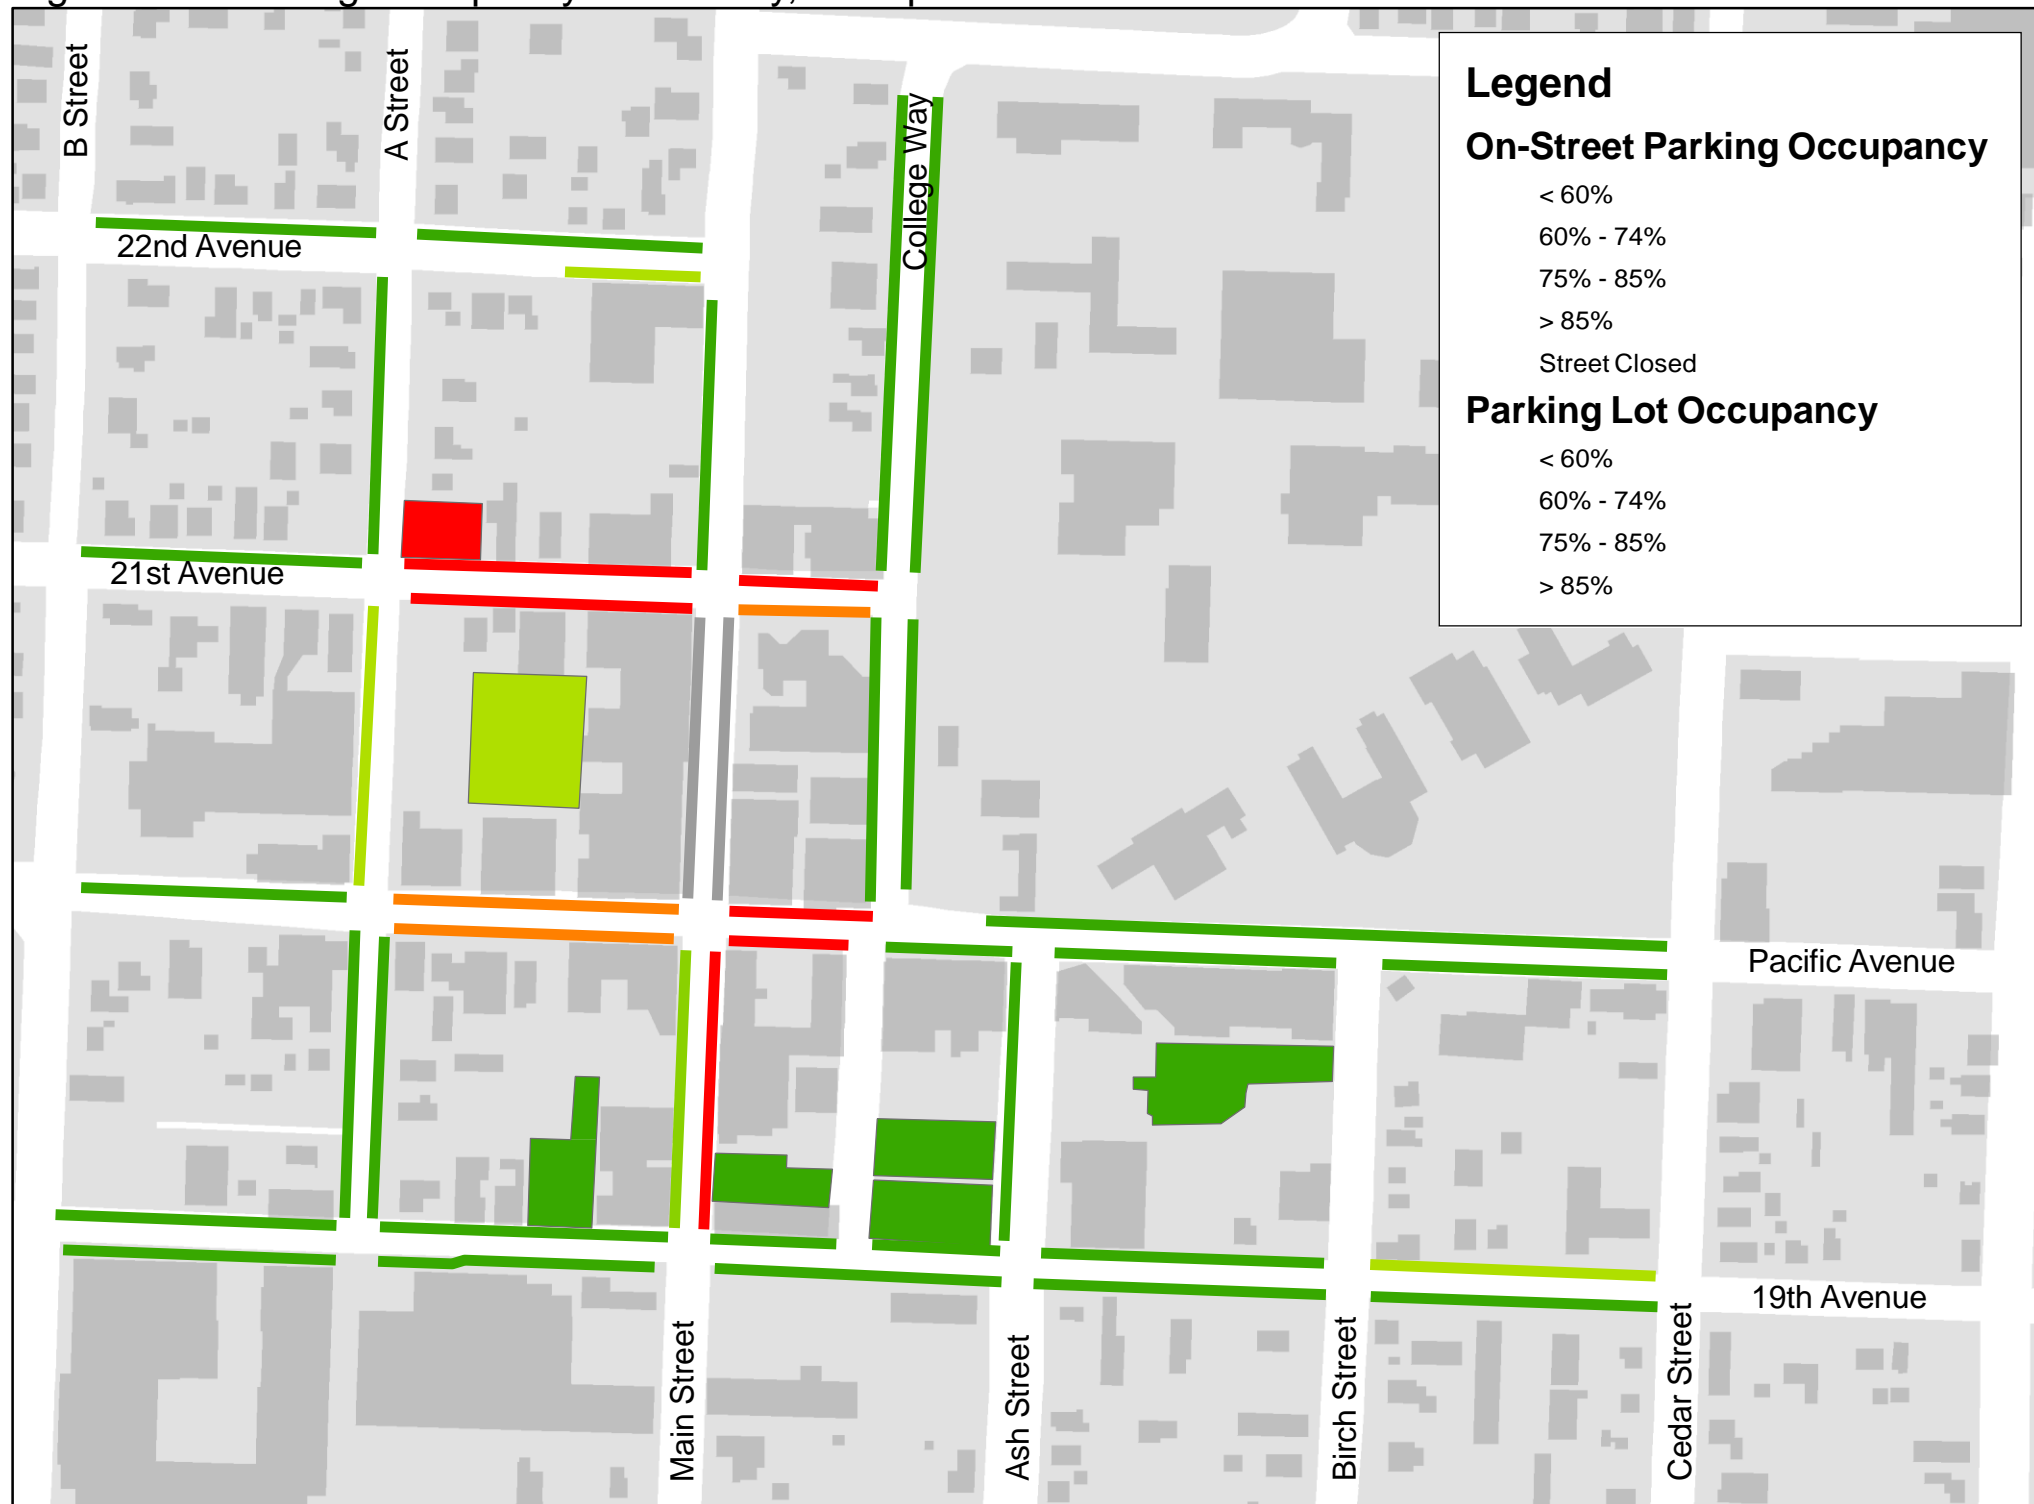 Legend
On-Street Parking Occupancy
< 60%
60% - 74%
75% - 85%
> 85%
Street Closed
Parking Lot Occupancy
< 60%
60% - 74%
75% - 85%
> 85%
B Street
A Street
College Way
22nd Avenue
21st Avenue
Pacific Avenue
19th Avenue
Main Street
Ash Street
Birch Street
Cedar Street